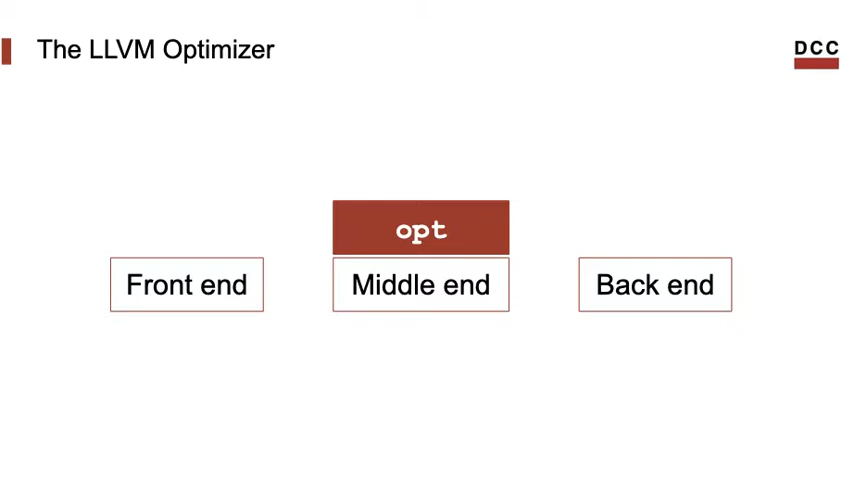 The LLVM Optimizer
DCC
opt
Front end
Middle end
Back end